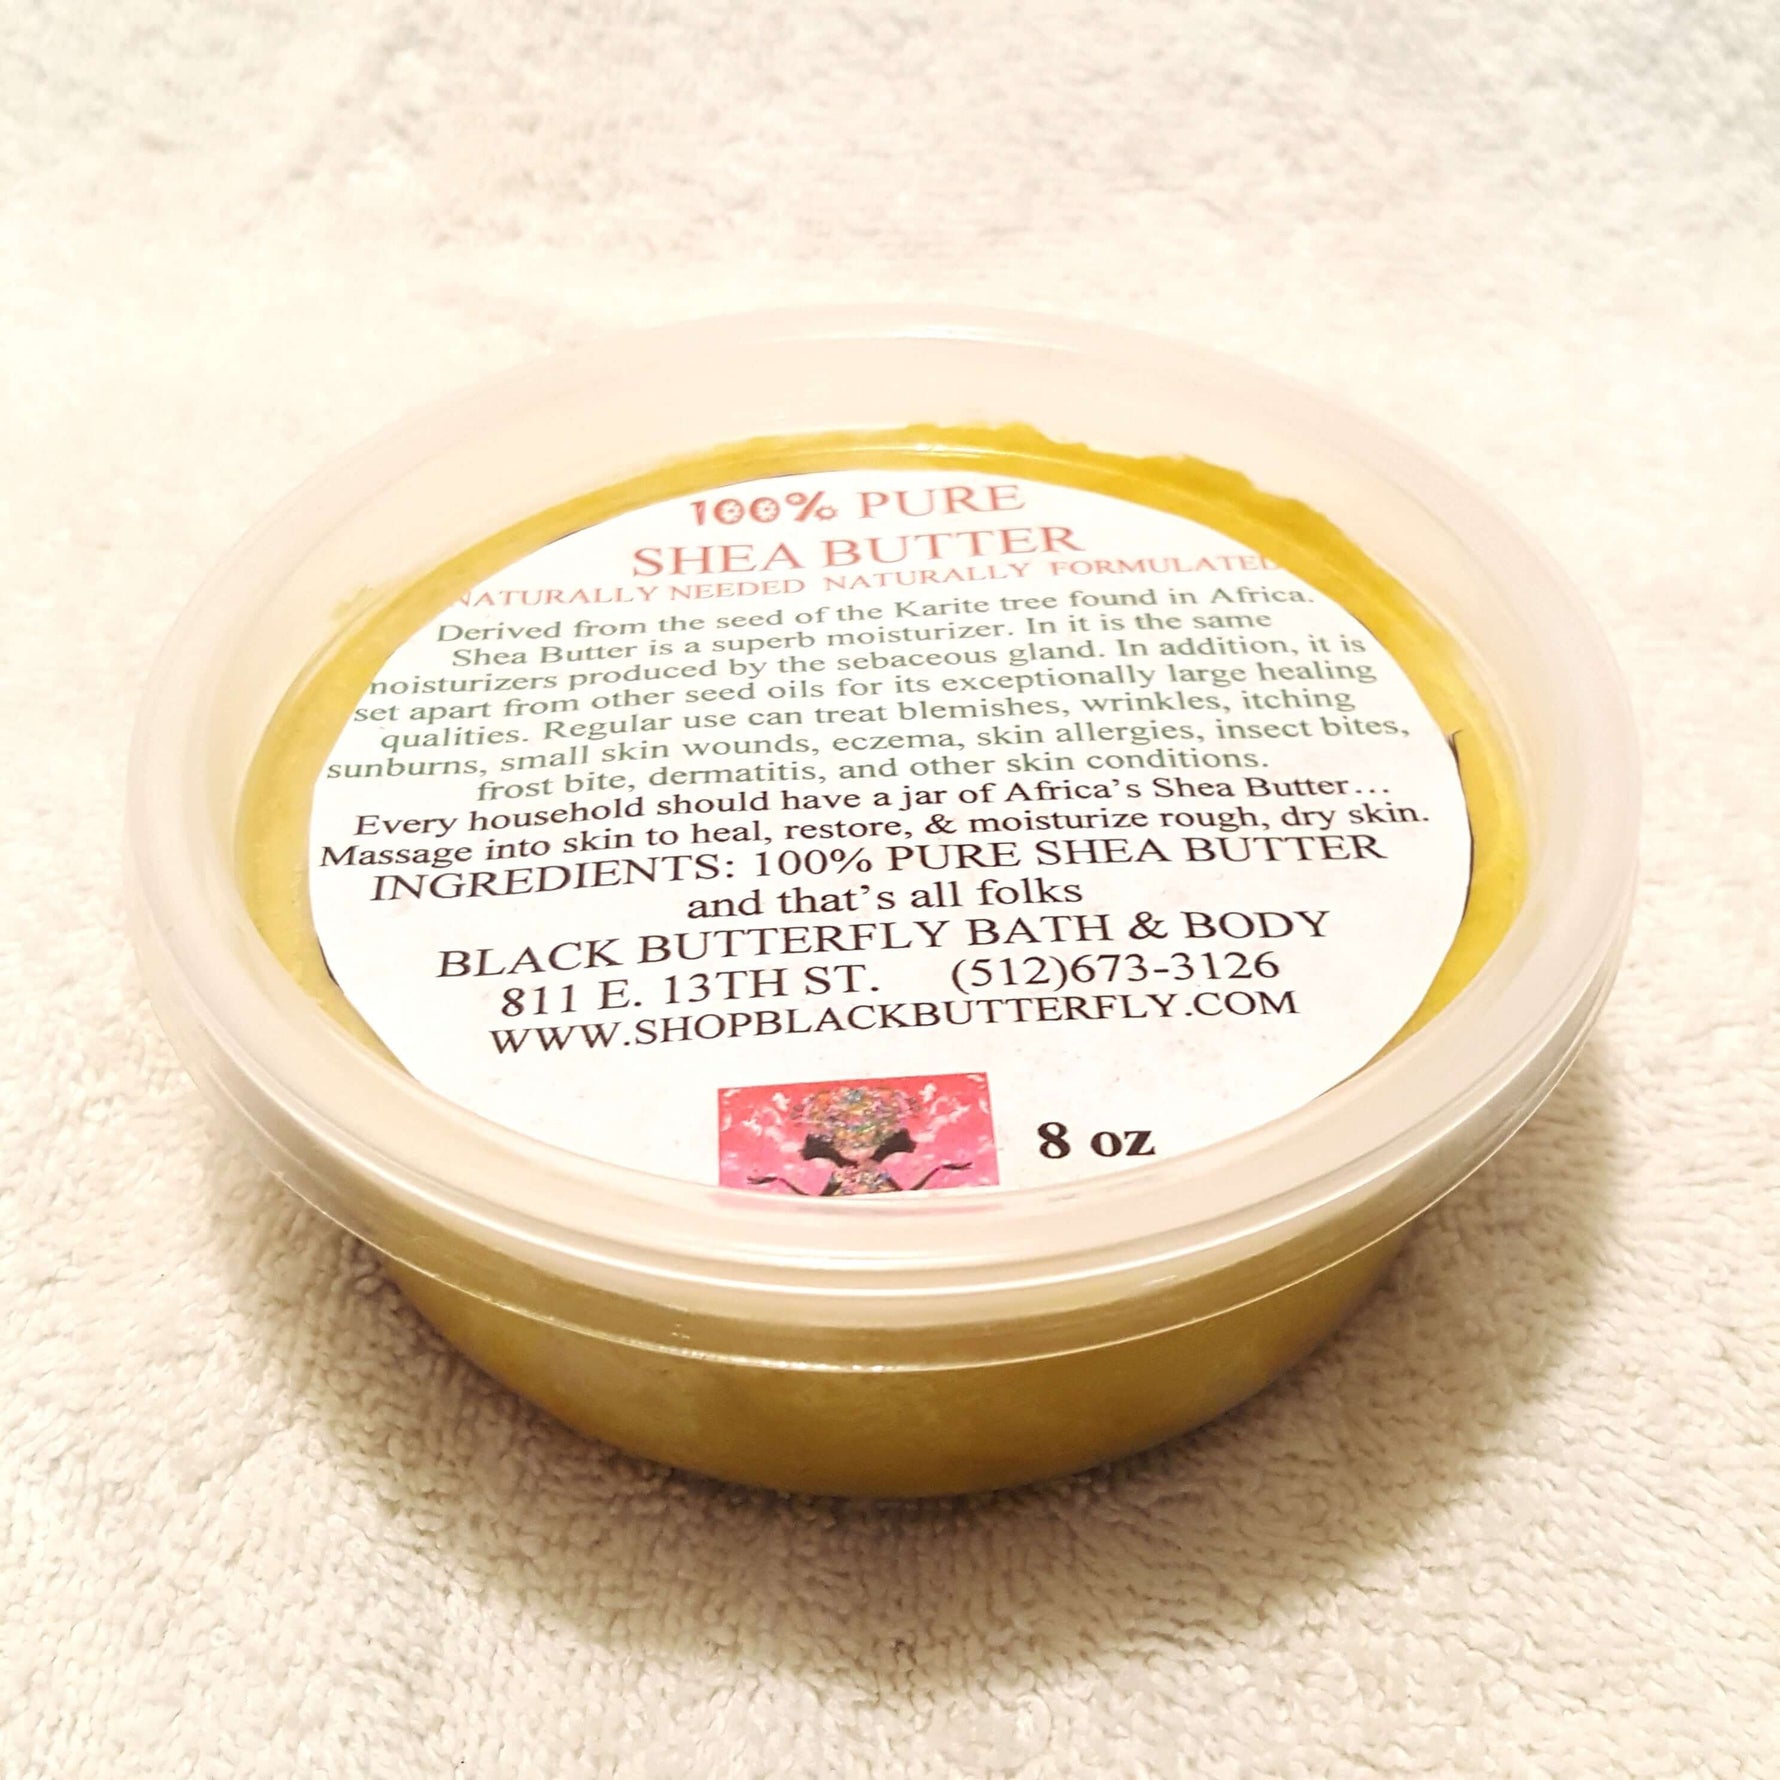 100% PURE
SHEA BUTTER
NATURALLY NEEDED NATURALLY FORMULATED
Derived from the seed of the Karite tree found in Africa.
Shea Butter is a superb moisturizer. In it is the same
moisturizers produced by the sebaceous gland. In addition, it is
set apart from other seed oils for its exceptionally large healing
qualities. Regular use can treat blemishes, wrinkles, itching
sunburns, small skin wounds, eczema, skin allergies, insect bites,
frost bite, dermatitis, and other skin conditions.
Every household should have a jar of Africa's Shea Butter…
Massage into skin to heal, restore, & moisturize rough, dry skin.
INGREDIENTS: 100% PURE SHEA BUTTER
and that's all folks
BLACK BUTTERFLY BATH & BODY
811 E. 13TH ST. (512)673-3126
WWW.SHOPBLACKBUTTERFLY.COM
8 oz